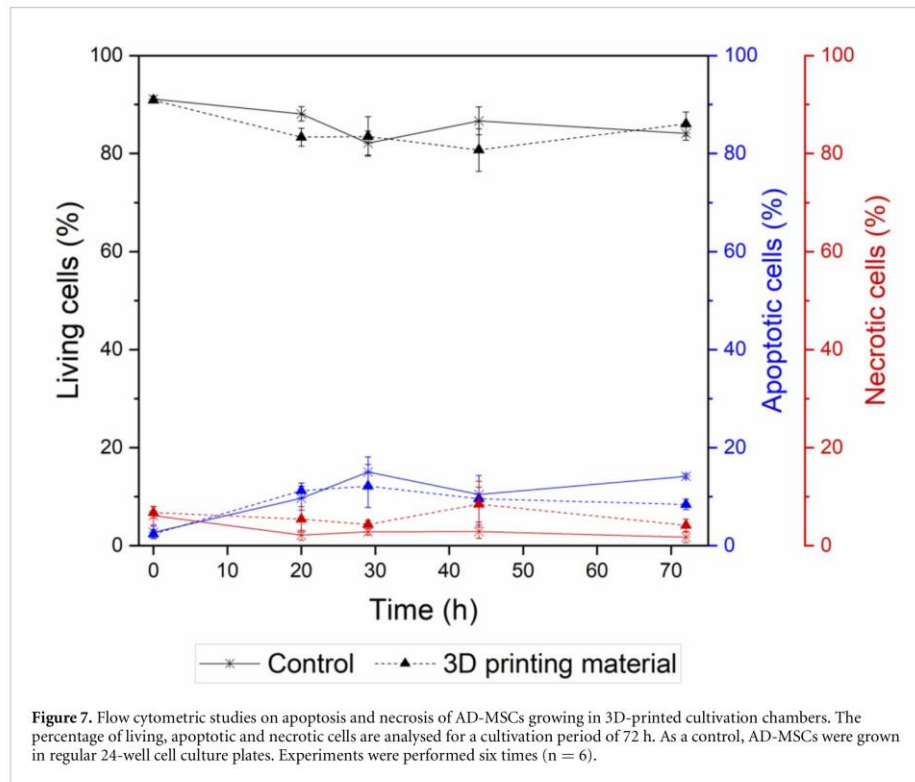 100
80
60
40
20
0
Living cells (%)
100
80
60
40
20
0
Apoptotic cells (%)
100
80
60
40
20
0
Necrotic cells (%)
0 10 20 30 40 50 60 70
Time (h)
Control 3D printing material
Figure 7. Flow cytometric studies on apoptosis and necrosis of AD-MSCs growing in 3D-printed cultivation chambers. The
percentage of living, apoptotic and necrotic cells are analysed for a cultivation period of 72 h. As a control, AD-MSCs were grown
in regular 24-well cell culture plates. Experiments were performed six times (n = 6).